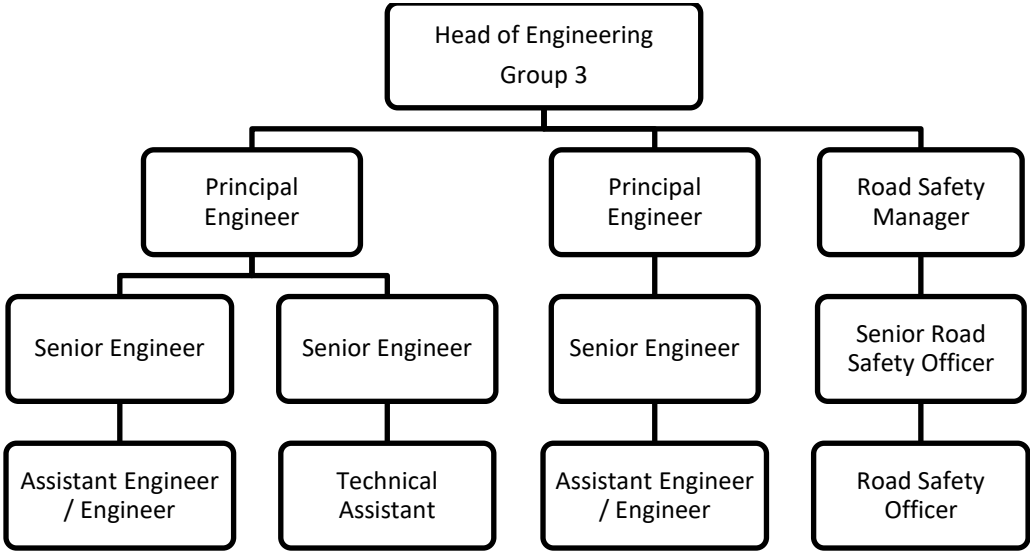 Head of Engineering
Group 3
Principal
Engineer
Principal
Engineer
Road Safety
Manager
Senior Engineer
Senior Engineer
Senior Engineer
Senior Road
Safety Officer
Assistant Engineer
/ Engineer
Technical
Assistant
Assistant Engineer
/ Engineer
Road Safety
Officer